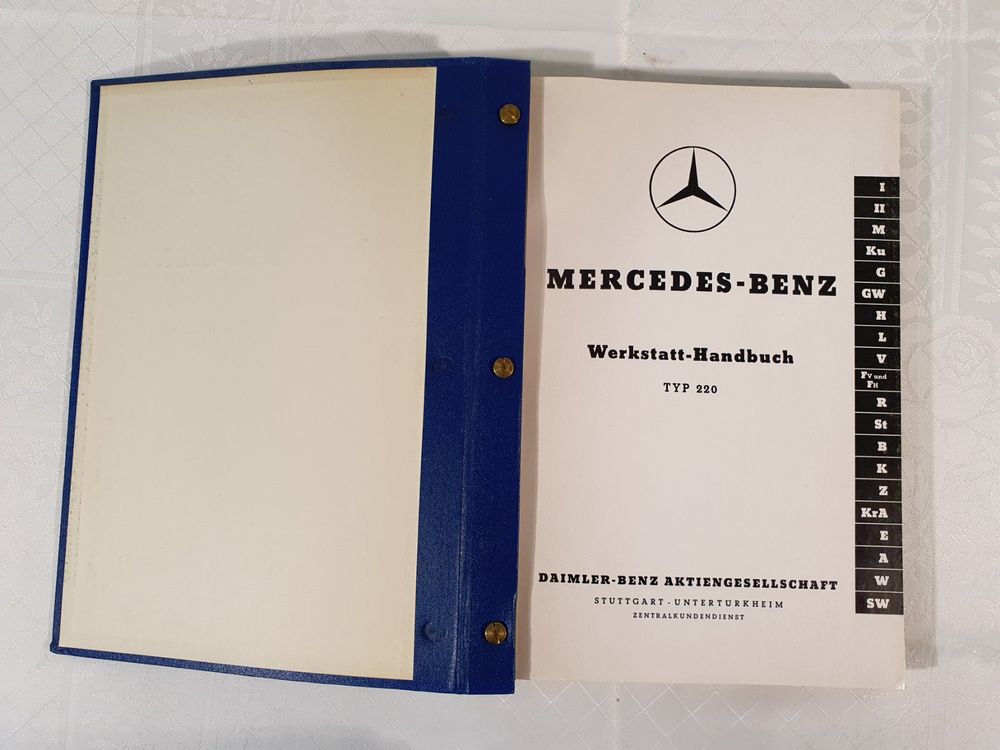 MERCEDES-BENZ
Werkstatt-Handbuch
TYP 220
DAIMLER-BENZ AKTIENGESELLSCHAFT
STUTTGART-UNTERTÜRKHEIM
ZENTRALKUNDENDIENST
I
II
M
Ku
G
GW
H
L
V
FV und
FH
R
St
B
K
Z
KrA
E
A
W
SW